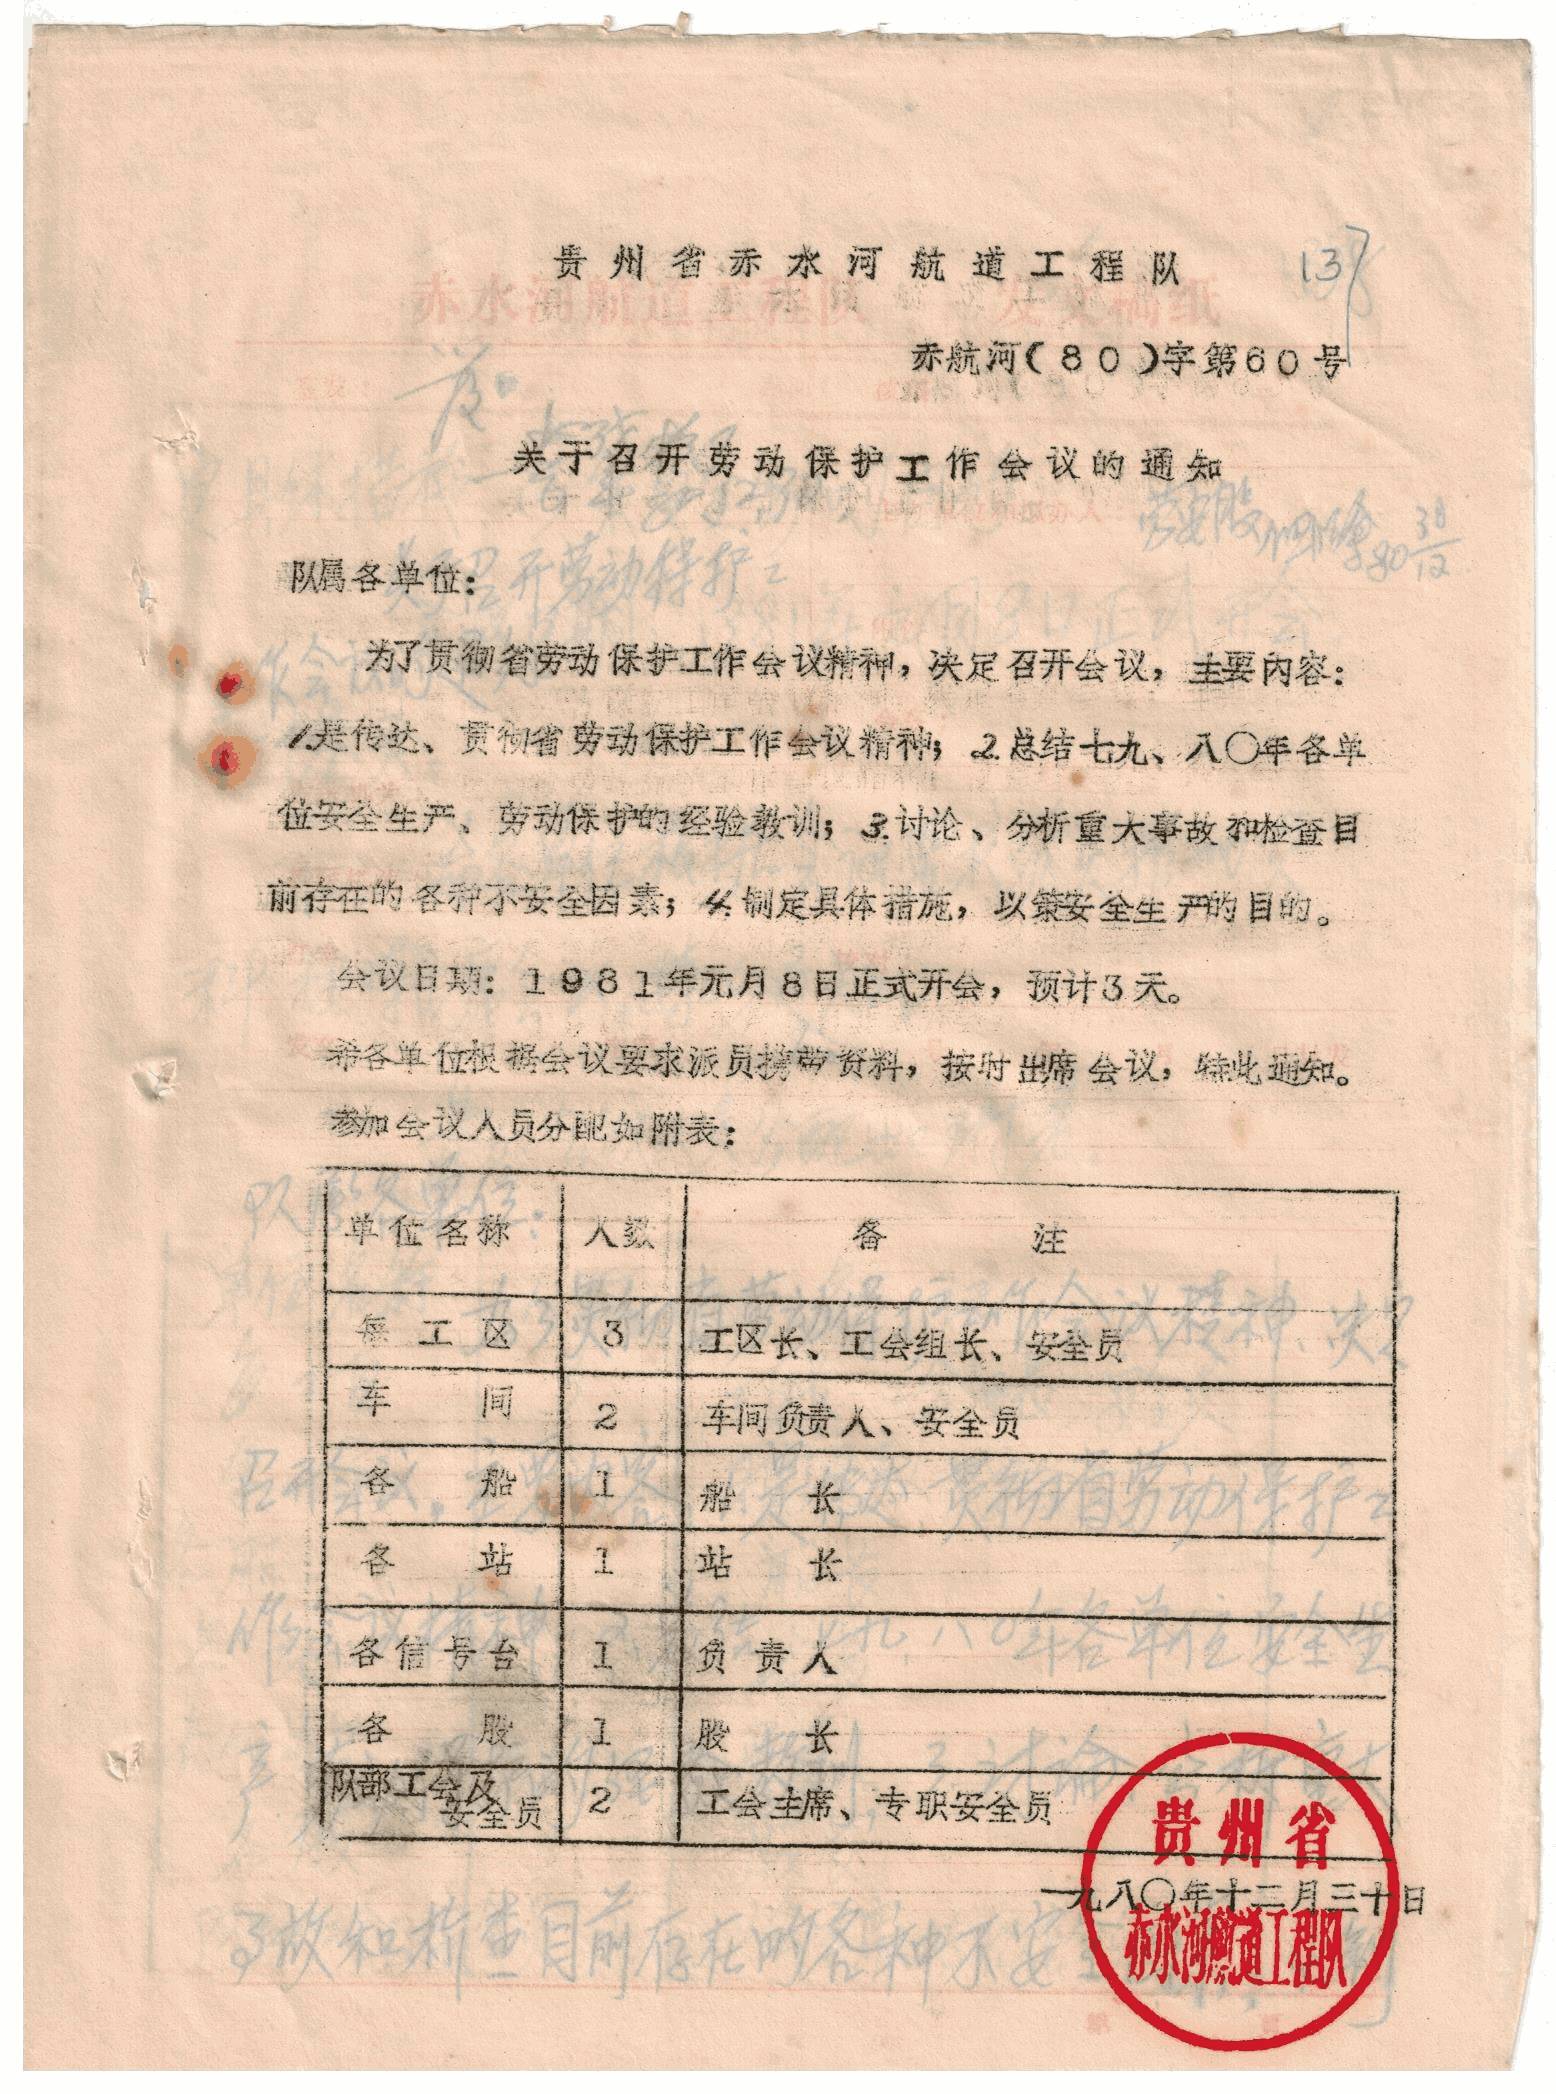 137
贵州省赤水河航道工程队
赤航河(80)字第60号
关于召开劳动保护工作会议的通知
队属各单位:
为了贯彻省劳动保护工作会议精神,决定召开会议,主要内容:
1.是传达、贯彻省劳动保护工作会议精神;2.总结七九、八〇年各单
位安全生产、劳动保护的经验教训;3.讨论、分析重大事故和检查目
前存在的各种不安全因素;4.制定具体措施,以策安全生产的目的。
会议日期:1981年元月8日正式开会,预计3天。
希各单位根据会议要求派员携带资料,按时出席会议,特此通知。
参加会议人员分配如附表:
单位名称 人数 备注
每工区 3 工区长、工会组长、安全员
车间 2 车间负责人、安全员
各船 1 船长
各站 1 站长
各信号台 1 负责人
各股 1 股长
队部工会及
安全员 2 工会主席、专职安全员
贵州省
一九八〇年十二月三十日
赤水河航道工程队